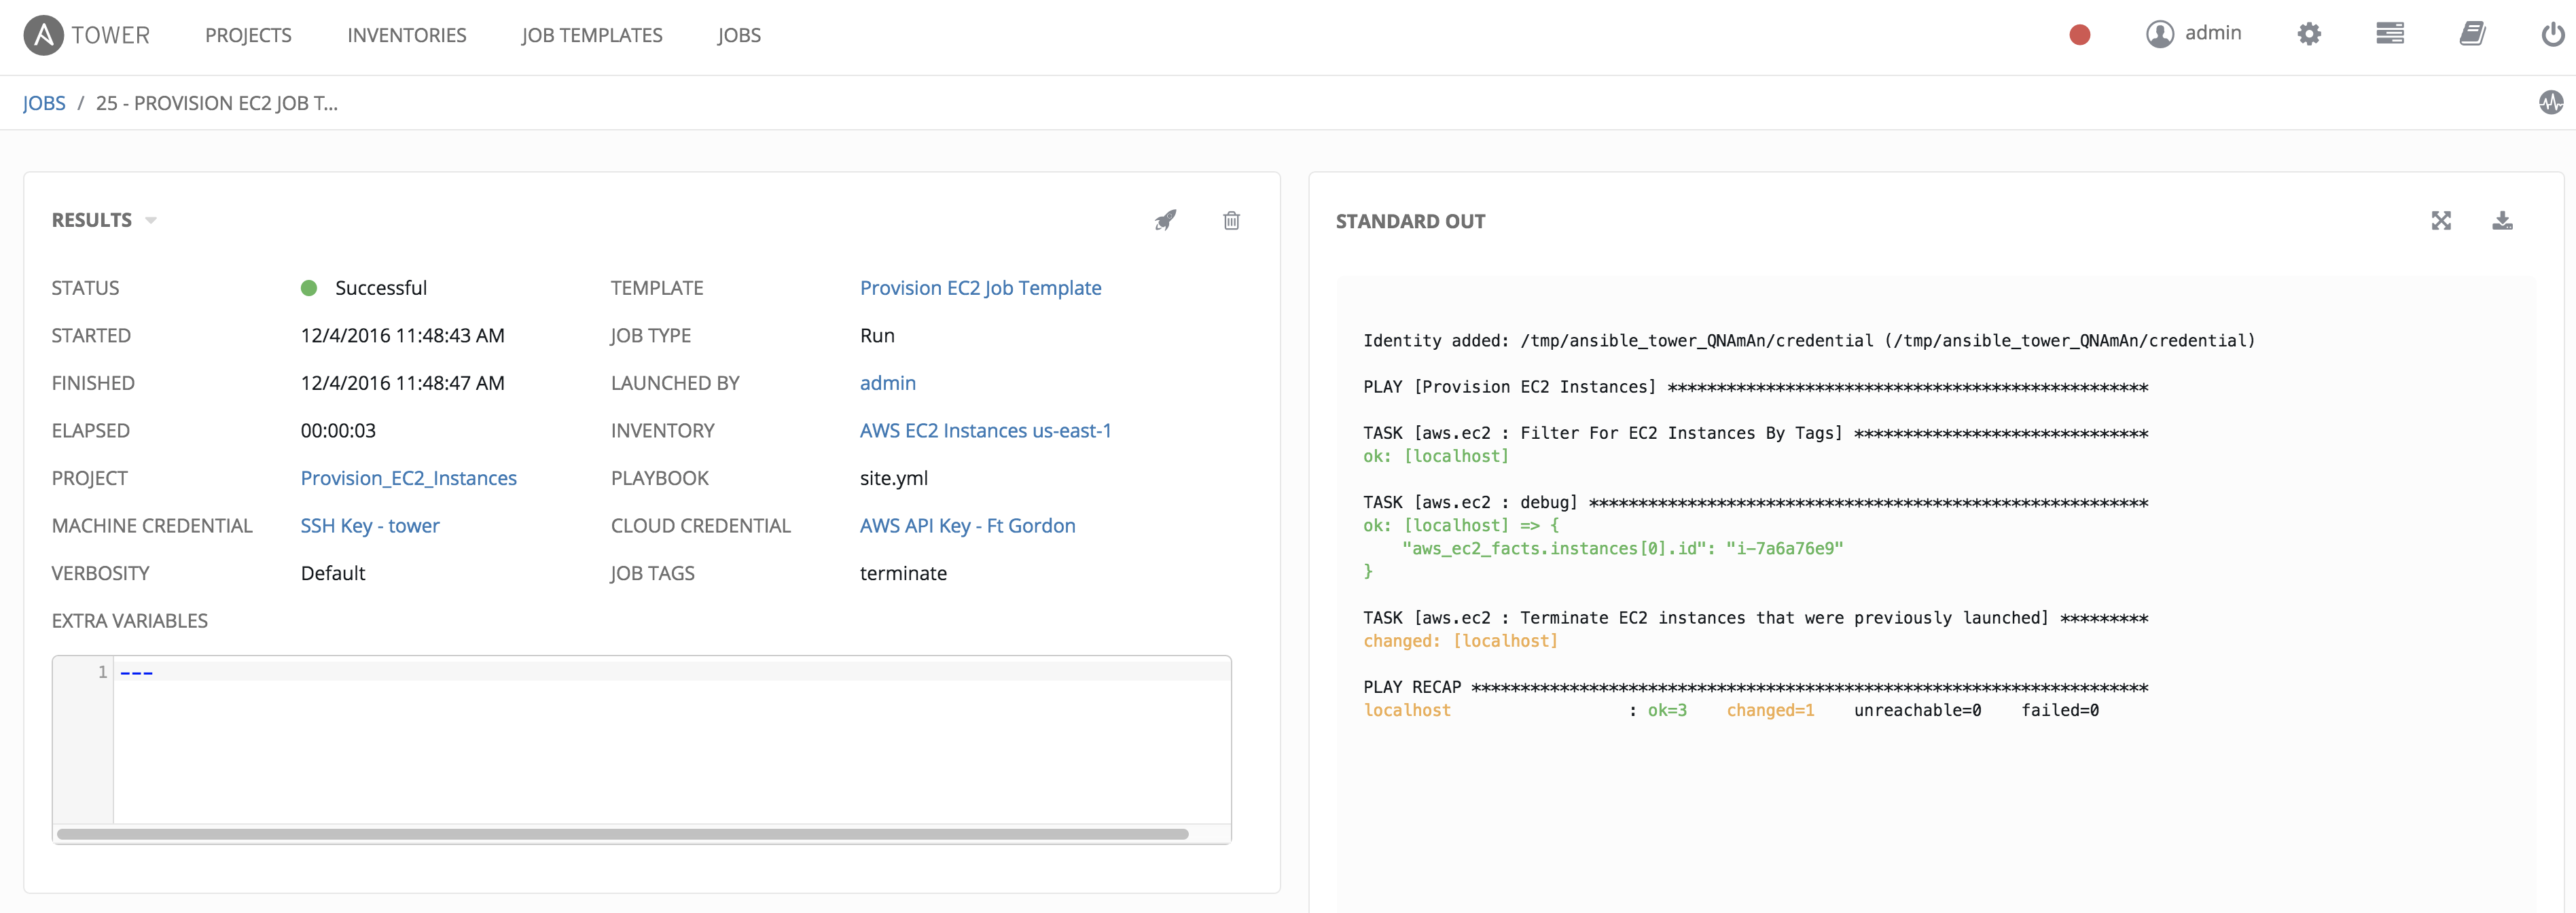 TOWER PROJECTS INVENTORIES JOB TEMPLATES JOBS admin
JOBS / 25 - PROVISION EC2 JOB T...
RESULTS
STATUS Successful TEMPLATE Provision EC2 Job Template
STARTED 12/4/2016 11:48:43 AM JOB TYPE Run
FINISHED 12/4/2016 11:48:47 AM LAUNCHED BY admin
ELAPSED 00:00:03 INVENTORY AWS EC2 Instances us-east-1
PROJECT Provision_EC2_Instances PLAYBOOK site.yml
MACHINE CREDENTIAL SSH Key - tower CLOUD CREDENTIAL AWS API Key - Ft Gordon
VERBOSITY Default JOB TAGS terminate
EXTRA VARIABLES
1 ---
STANDARD OUT
Identity added: /tmp/ansible_tower_QNAmAn/credential (/tmp/ansible_tower_QNAmAn/credential)
PLAY [Provision EC2 Instances] *************************************************
TASK [aws.ec2 : Filter For EC2 Instances By Tags] ******************************
ok: [localhost]
TASK [aws.ec2 : debug] *********************************************************
ok: [localhost] => {
    "aws_ec2_facts.instances[0].id": "i-7a6a76e9"
}
TASK [aws.ec2 : Terminate EC2 instances that were previously launched] *********
changed: [localhost]
PLAY RECAP *********************************************************************
localhost                  : ok=3    changed=1    unreachable=0    failed=0